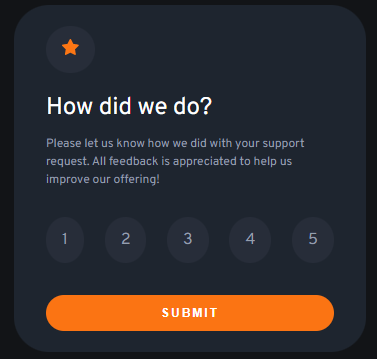 How did we do?
Please let us know how we did with your support
request. All feedback is appreciated to help us
improve our offering!
1 2 3 4 5
SUBMIT